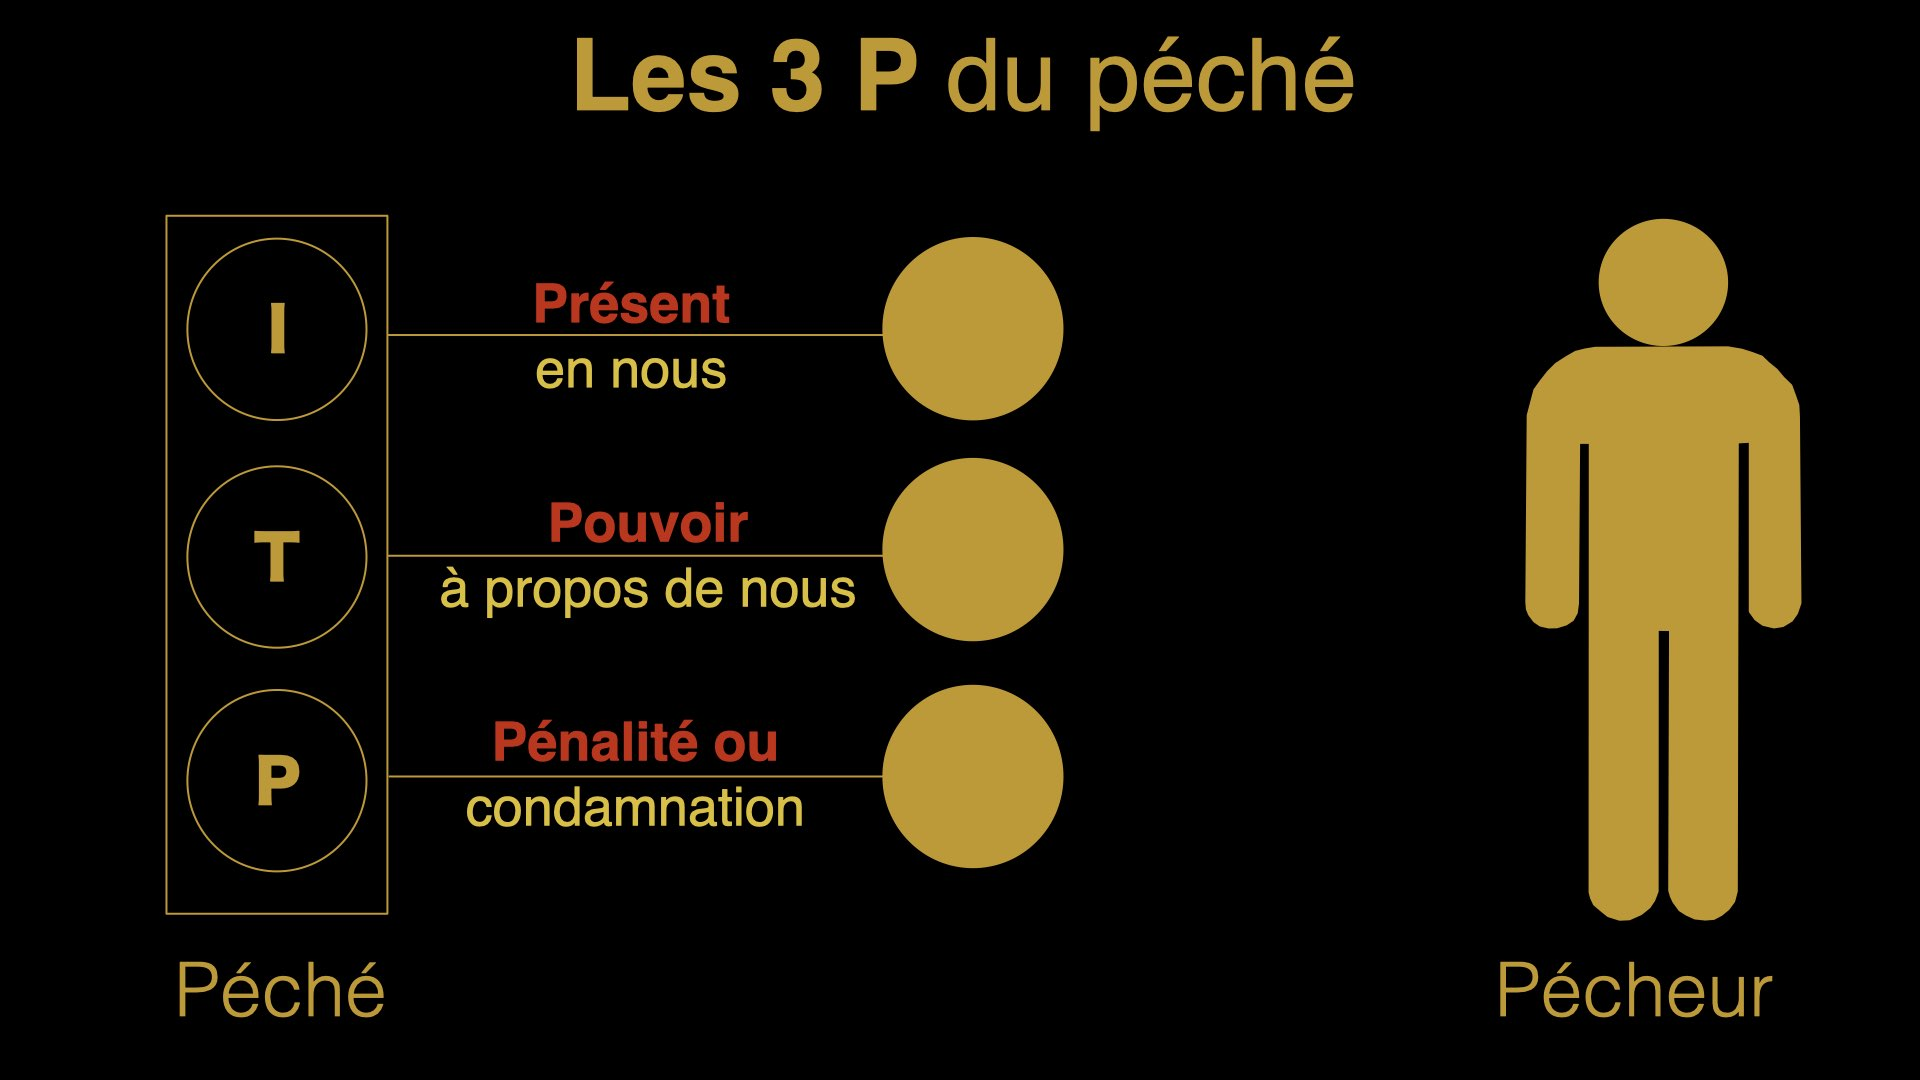 Les 3 P du péché
I
Présent
en nous
T
Pouvoir
à propos de nous
P
Pénalité ou
condamnation
Péché
Pécheur